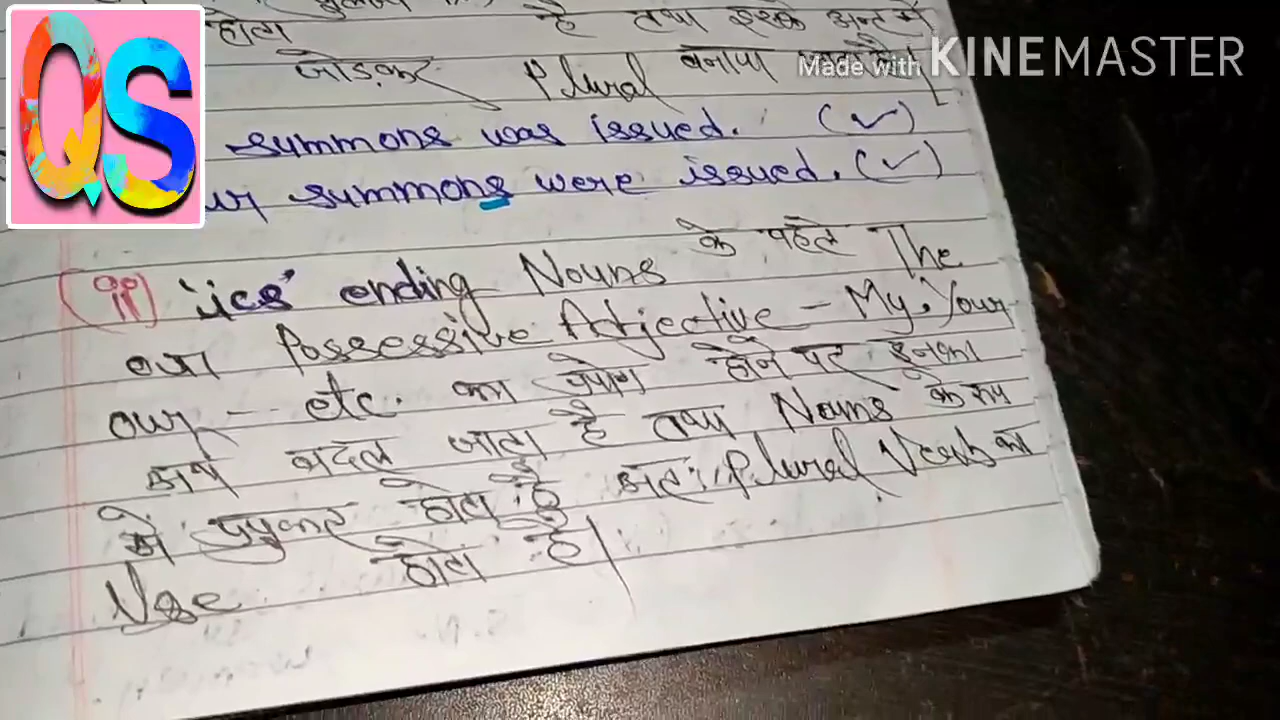 होता है तथा इसके अन्त में
जोड़कर Plural बनाया जाता है।
summons was issued. (✓)
ur summons were issued. (✓)
(ii) 'ics' ending Nouns के पहले The
तथा Possessive Adjective - My, Your
our - etc. का प्रयोग होने पर इनका
अर्थ बदल जाता है तथा Nouns के रूप
में प्रयुक्त होता है अतः Plural Verb का
Use होता है।
QS
Made with KINEMASTER